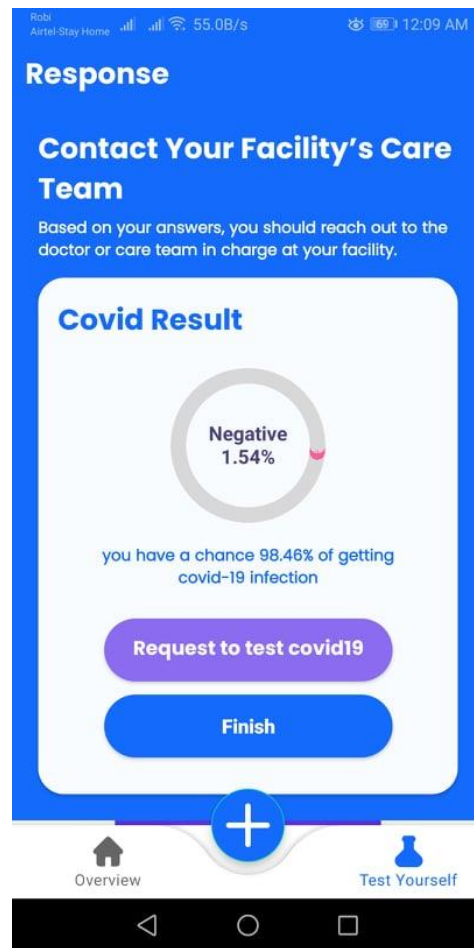 Robi
Airtel-Stay Home 55.0B/s 69 12:09 AM
Response
Contact Your Facility’s Care
Team
Based on your answers, you should reach out to the
doctor or care team in charge at your facility.
Covid Result
Negative
1.54%
you have a chance 98.46% of getting
covid-19 infection
Request to test covid19
Finish
Overview
Test Yourself